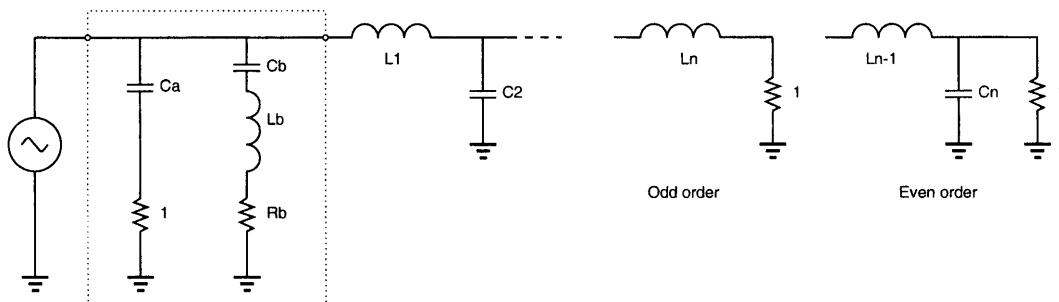 L1
Ln
Ln-1
Ca
Cb
C2
1
Cn
Lb
1
Rb
Odd order
Even order